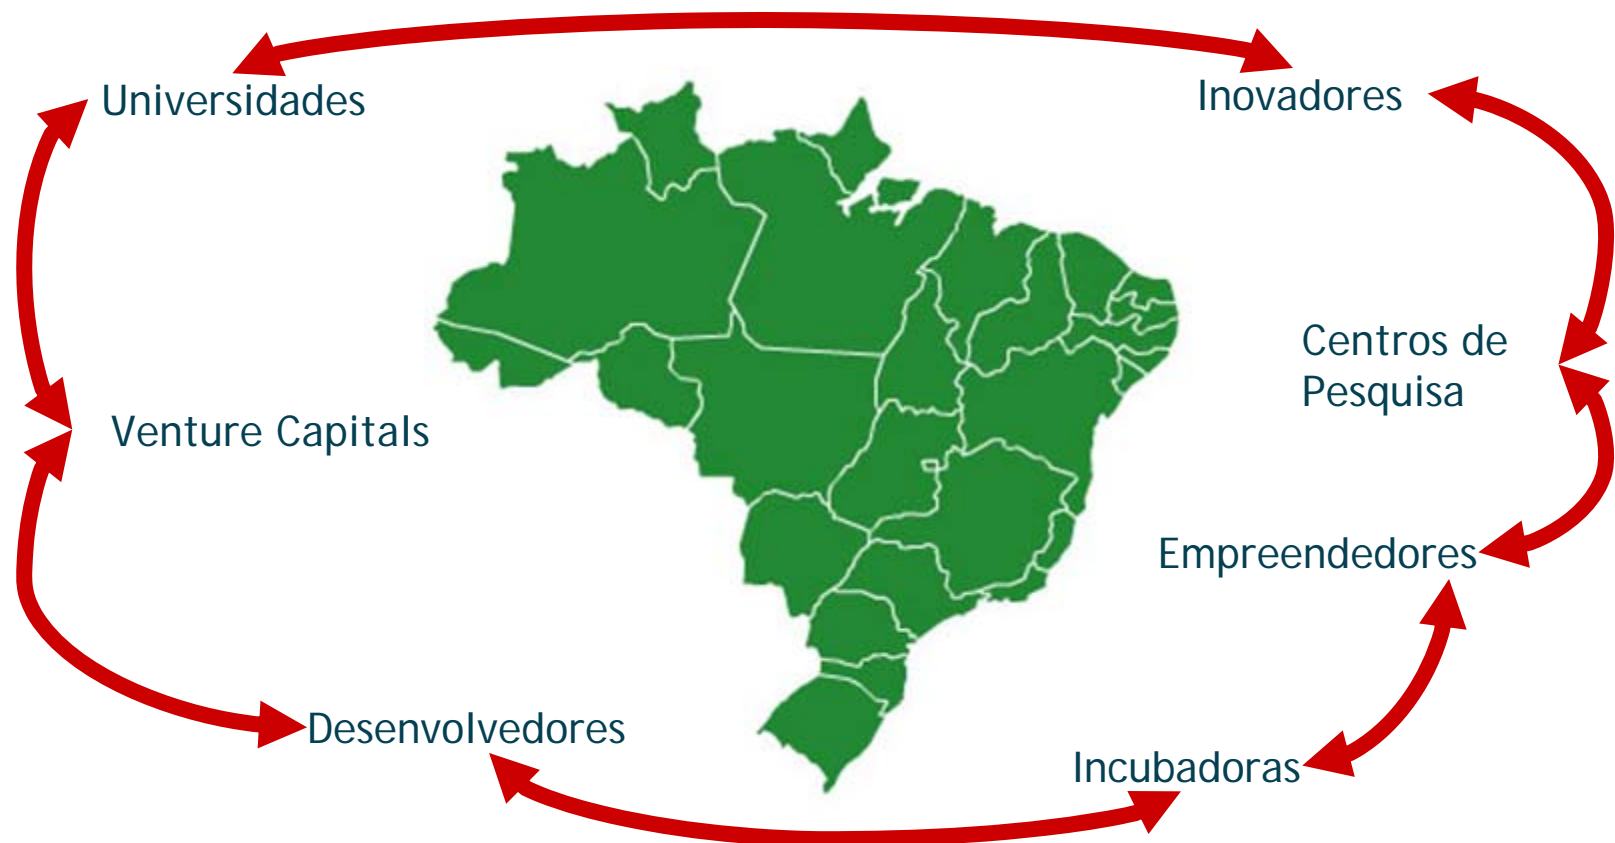 Universidades
Inovadores
Centros de
Pesquisa
Venture Capitals
Empreendedores
Desenvolvedores
Incubadoras